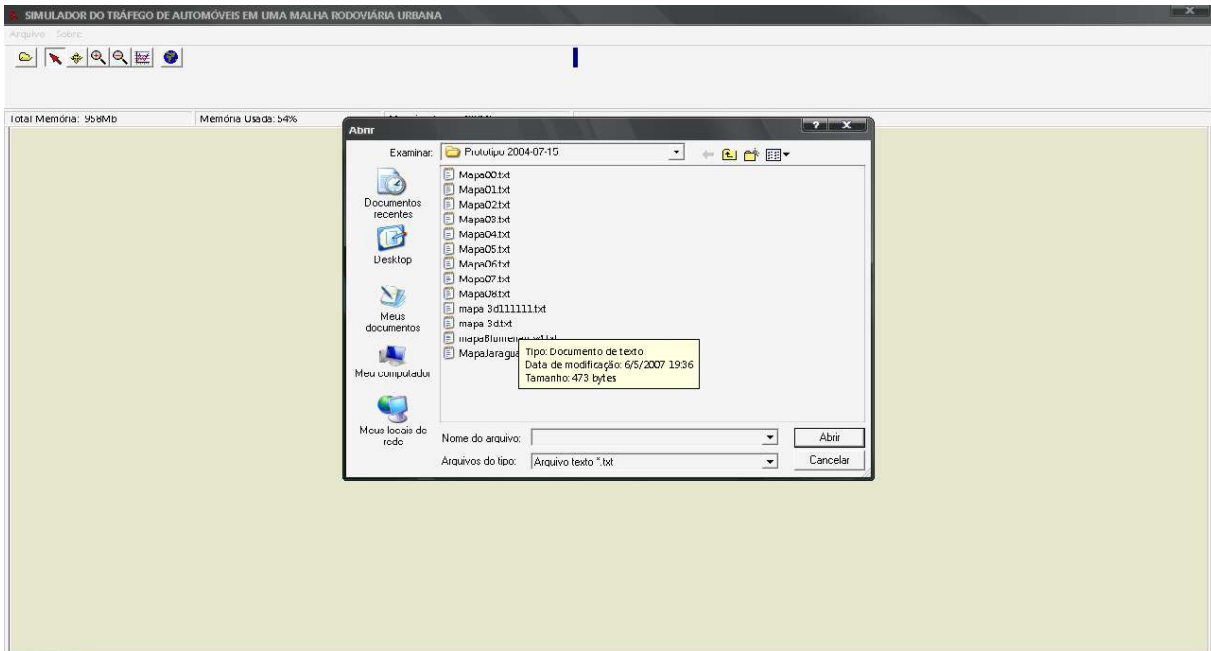 SIMULADOR DO TRÁFEGO DE AUTOMÓVEIS EM UMA MALHA RODOVIÁRIA URBANA
Arquivo Sobre
Total Memória: 958Mb Memória Usada: 54%
Abrir
Examinar: Prototipo 2004-07-15
Mapa00.txt
Mapa01.txt
Mapa02.txt
Mapa03.txt
Mapa04.txt
Mapa05.txt
Mapa06.txt
Mapa07.txt
Mapa08.txt
mapa 3d111111.txt
mapa 3d.txt
MapaJaragua
Tipo: Documento de texto
Data de modificação: 6/5/2007 19:36
Tamanho: 473 bytes
Documentos
recentes
Desktop
Meus
documentos
Meu computador
Meus locais de
rede
Nome do arquivo: Abrir
Arquivos do tipo: Arquivo texto *.txt Cancelar